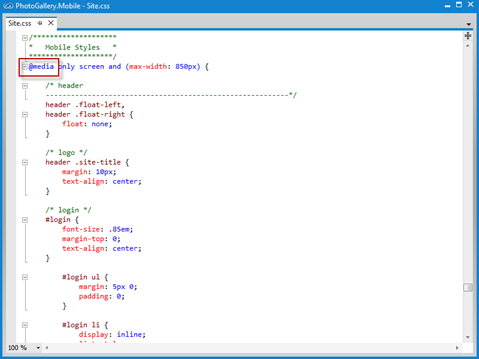 PhotoGallery.Mobile - Site.css
Site.css
/********************
*   Mobile Styles   *
********************/
@media only screen and (max-width: 850px) {
/* header
----------------------------------------------------------*/
header .float-left,
header .float-right {
float: none;
}
/* logo */
header .site-title {
margin: 10px;
text-align: center;
}
/* login */
#login {
font-size: .85em;
margin-top: 0;
text-align: center;
}
#login ul {
margin: 5px 0;
padding: 0;
}
#login li {
display: inline;
100 %